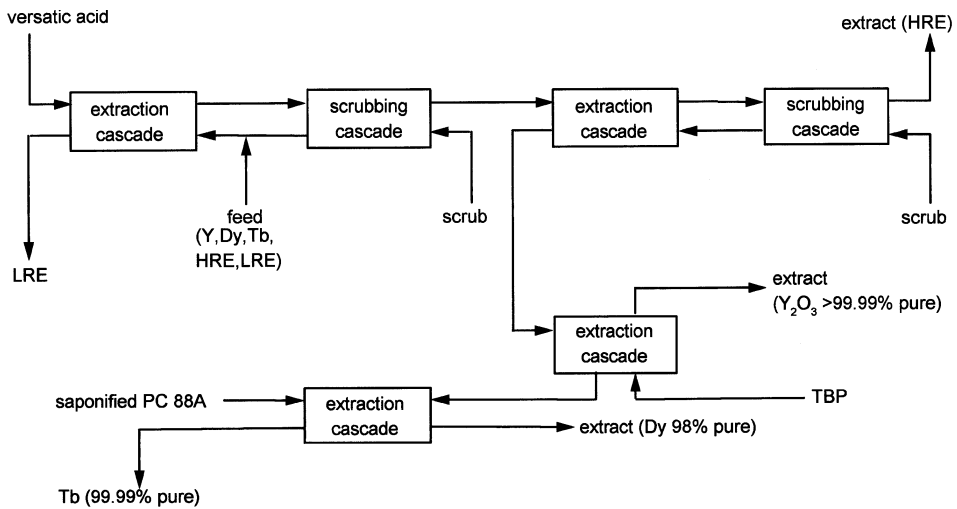 versatic acid
extract (HRE)
extraction
cascade
scrubbing
cascade
extraction
cascade
scrubbing
cascade
feed
(Y,Dy,Tb,
HRE,LRE)
scrub
scrub
LRE
extract
(Y₂O₃ >99.99% pure)
extraction
cascade
TBP
saponified PC 88A
extraction
cascade
extract (Dy 98% pure)
Tb (99.99% pure)